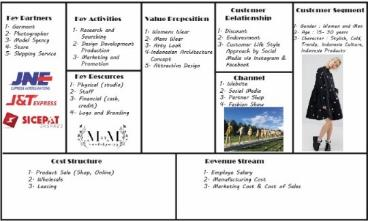 Key Partners
1- Garment
2- Photographer
3- Model Agency
4- Store
5- Shipping Service
JNE
EXPRESS
J&T EXPRESS
SICEPAT
EKSPRES
Key Activities
1- Research and
Searching
2- Design Development
Production
3- Marketing and
Promotion
Key Resources
1- Physical (studio)
2- Staff
3- Financial (cash,
credit)
4- Logo and Branding
M M
Value Proposition
1- Womens Wear
2- Mens Wear
3- Arty Look
4- Indonesian Architecture
Concept
5- Attractive Design
Customer
Relationship
1- Discount
2- Endorsement
3- Customer Life Style
Approach by Social
Media via Instagram &
Facebook
Channel
1- Website
2- Social Media
3- Partner Shop
4- Fashion Show
Customer Segment
1- Gender : Women and Men
2- Age : 15- 30 years
3- Character : Stylish, Cold,
Trendy, Indonesia Culture,
Indonesia Products
Cost Structure
1- Product Sale (Shop, Online)
2- Wholesale
3- Leasing
Revenue Stream
1- Employe Salary
2- Manufacturing Cost
3- Marketing Cost & Cost of Sales